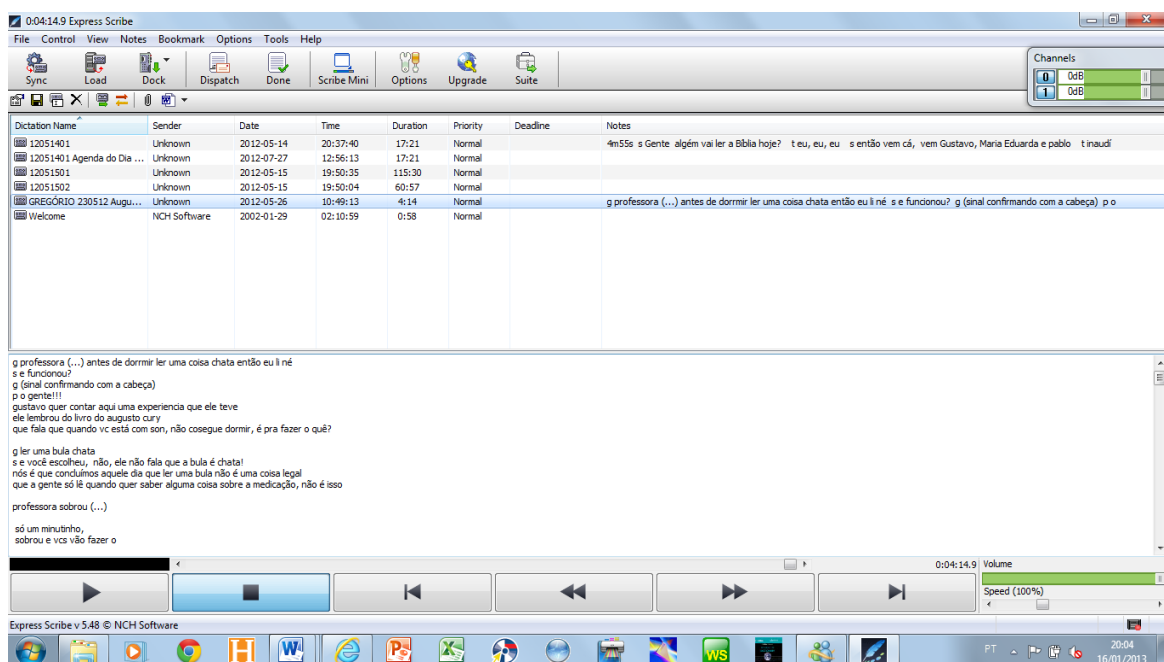 0:04:14.9 Express Scribe
File Control View Notes Bookmark Options Tools Help
Sync Load Dock Dispatch Done Scribe Mini Options Upgrade Suite
Channels
0 0dB
1 0dB
Dictation Name Sender Date Time Duration Priority Deadline Notes
12051401 Unknown 2012-05-14 20:37:40 17:21 Normal 4m55s s Gente algém vai ler a Bíblia hoje? t eu, eu, eu s então vem cá, vem Gustavo, Maria Eduarda e pablo t inaudí
12051401 Agenda do Dia ... Unknown 2012-07-27 12:56:13 17:21 Normal
12051501 Unknown 2012-05-15 19:50:35 115:30 Normal
12051502 Unknown 2012-05-15 19:50:04 60:57 Normal
GREGÓRIO 230512 Augu... Unknown 2012-05-26 10:49:13 4:14 Normal g professora (...) antes de dorrmir ler uma coisa chata então eu li né s e funcionou? g (sinal confirmando com a cabeça) p o
Welcome NCH Software 2002-01-29 02:10:59 0:58 Normal
g professora (...) antes de dorrmir ler uma coisa chata então eu li né
s e funcionou?
g (sinal confirmando com a cabeça)
p o gente!!!
gustavo quer contar aqui uma experiencia que ele teve
ele lembrou do livro do augusto cury
que fala que quando vc está com son, não cosegue dormir, é pra fazer o quê?
g ler uma bula chata
s e você escolheu, não, ele não fala que a bula é chata!
nós é que concluímos aquele dia que ler uma bula não é uma coisa legal
que a gente só lê quando quer saber alguma coisa sobre a medicação, não é isso
professora sobrou (...)
só um minutinho,
sobrou e vcs vão fazer o
0:04:14.9 Volume
Speed (100%)
Express Scribe v 5.48 © NCH Software
PT 20:04
16/01/2013